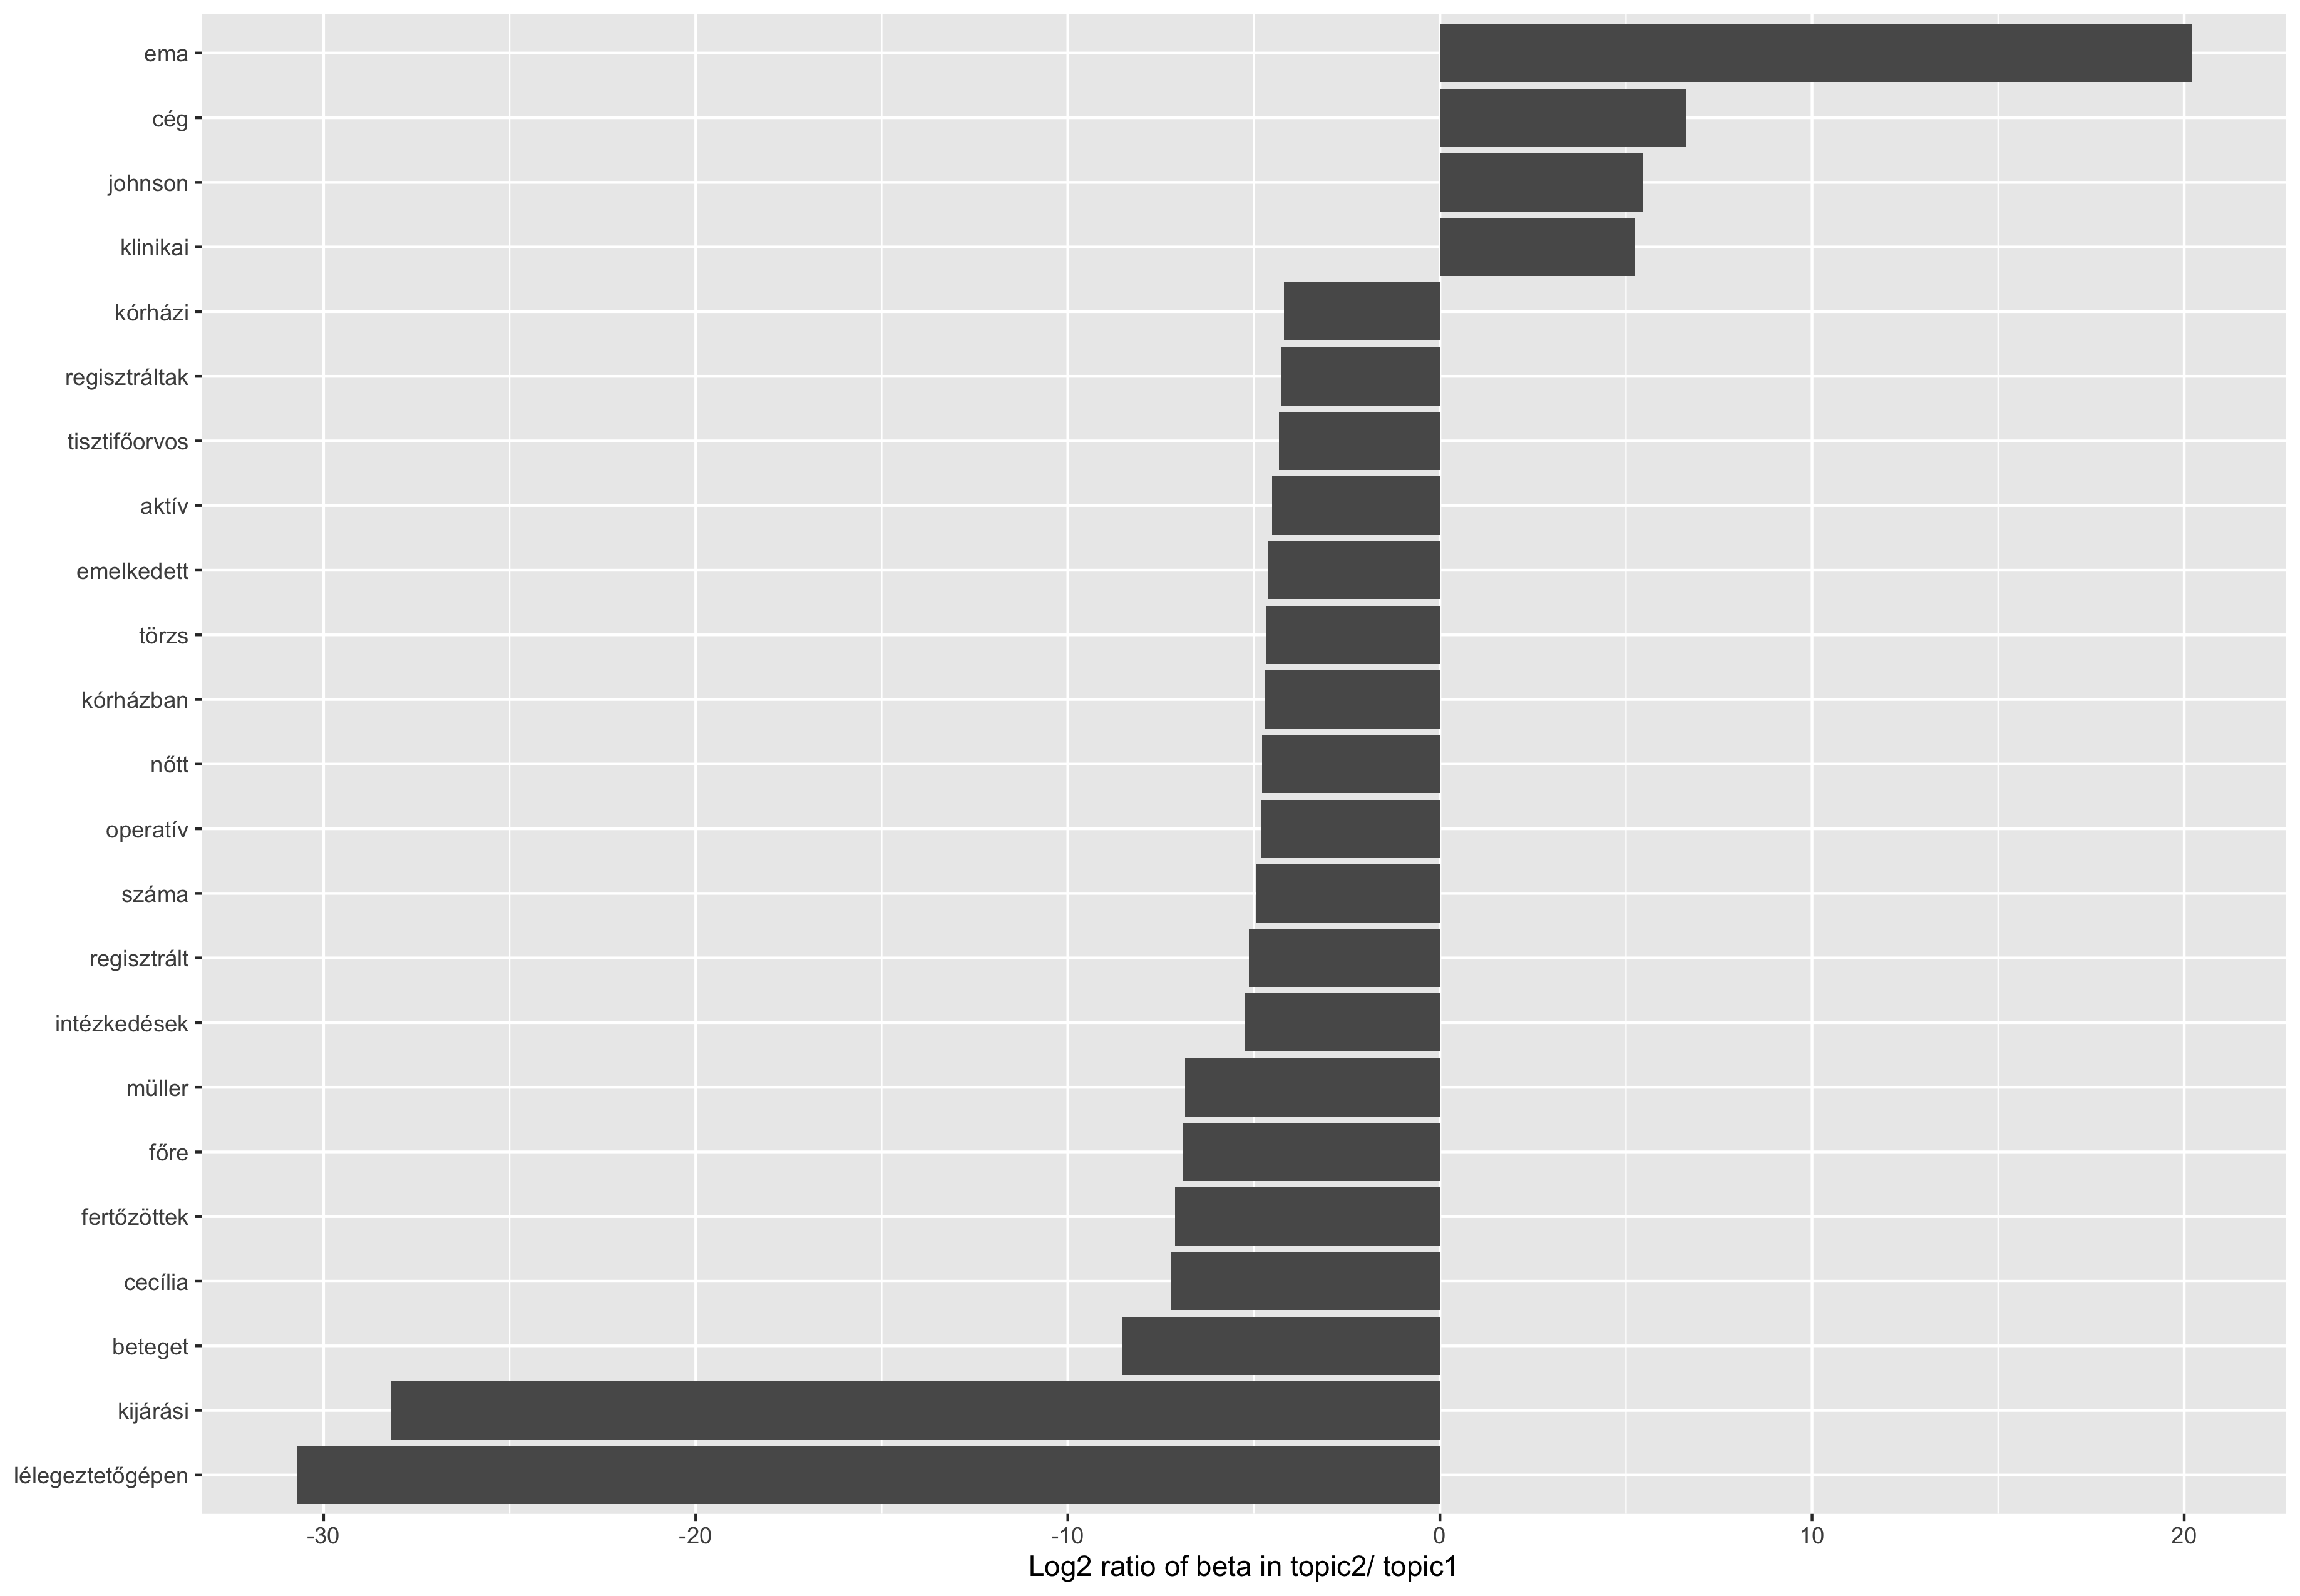 ema
cég
johnson
klinikai
kórházi
regisztráltak
tisztifőorvos
aktív
emelkedett
törzs
kórházban
nőtt
operatív
száma
regisztrált
intézkedések
müller
főre
fertőzöttek
cecília
beteget
kijárási
lélegeztetőgépen
-30 -20 -10 0 10 20
Log2 ratio of beta in topic2/ topic1